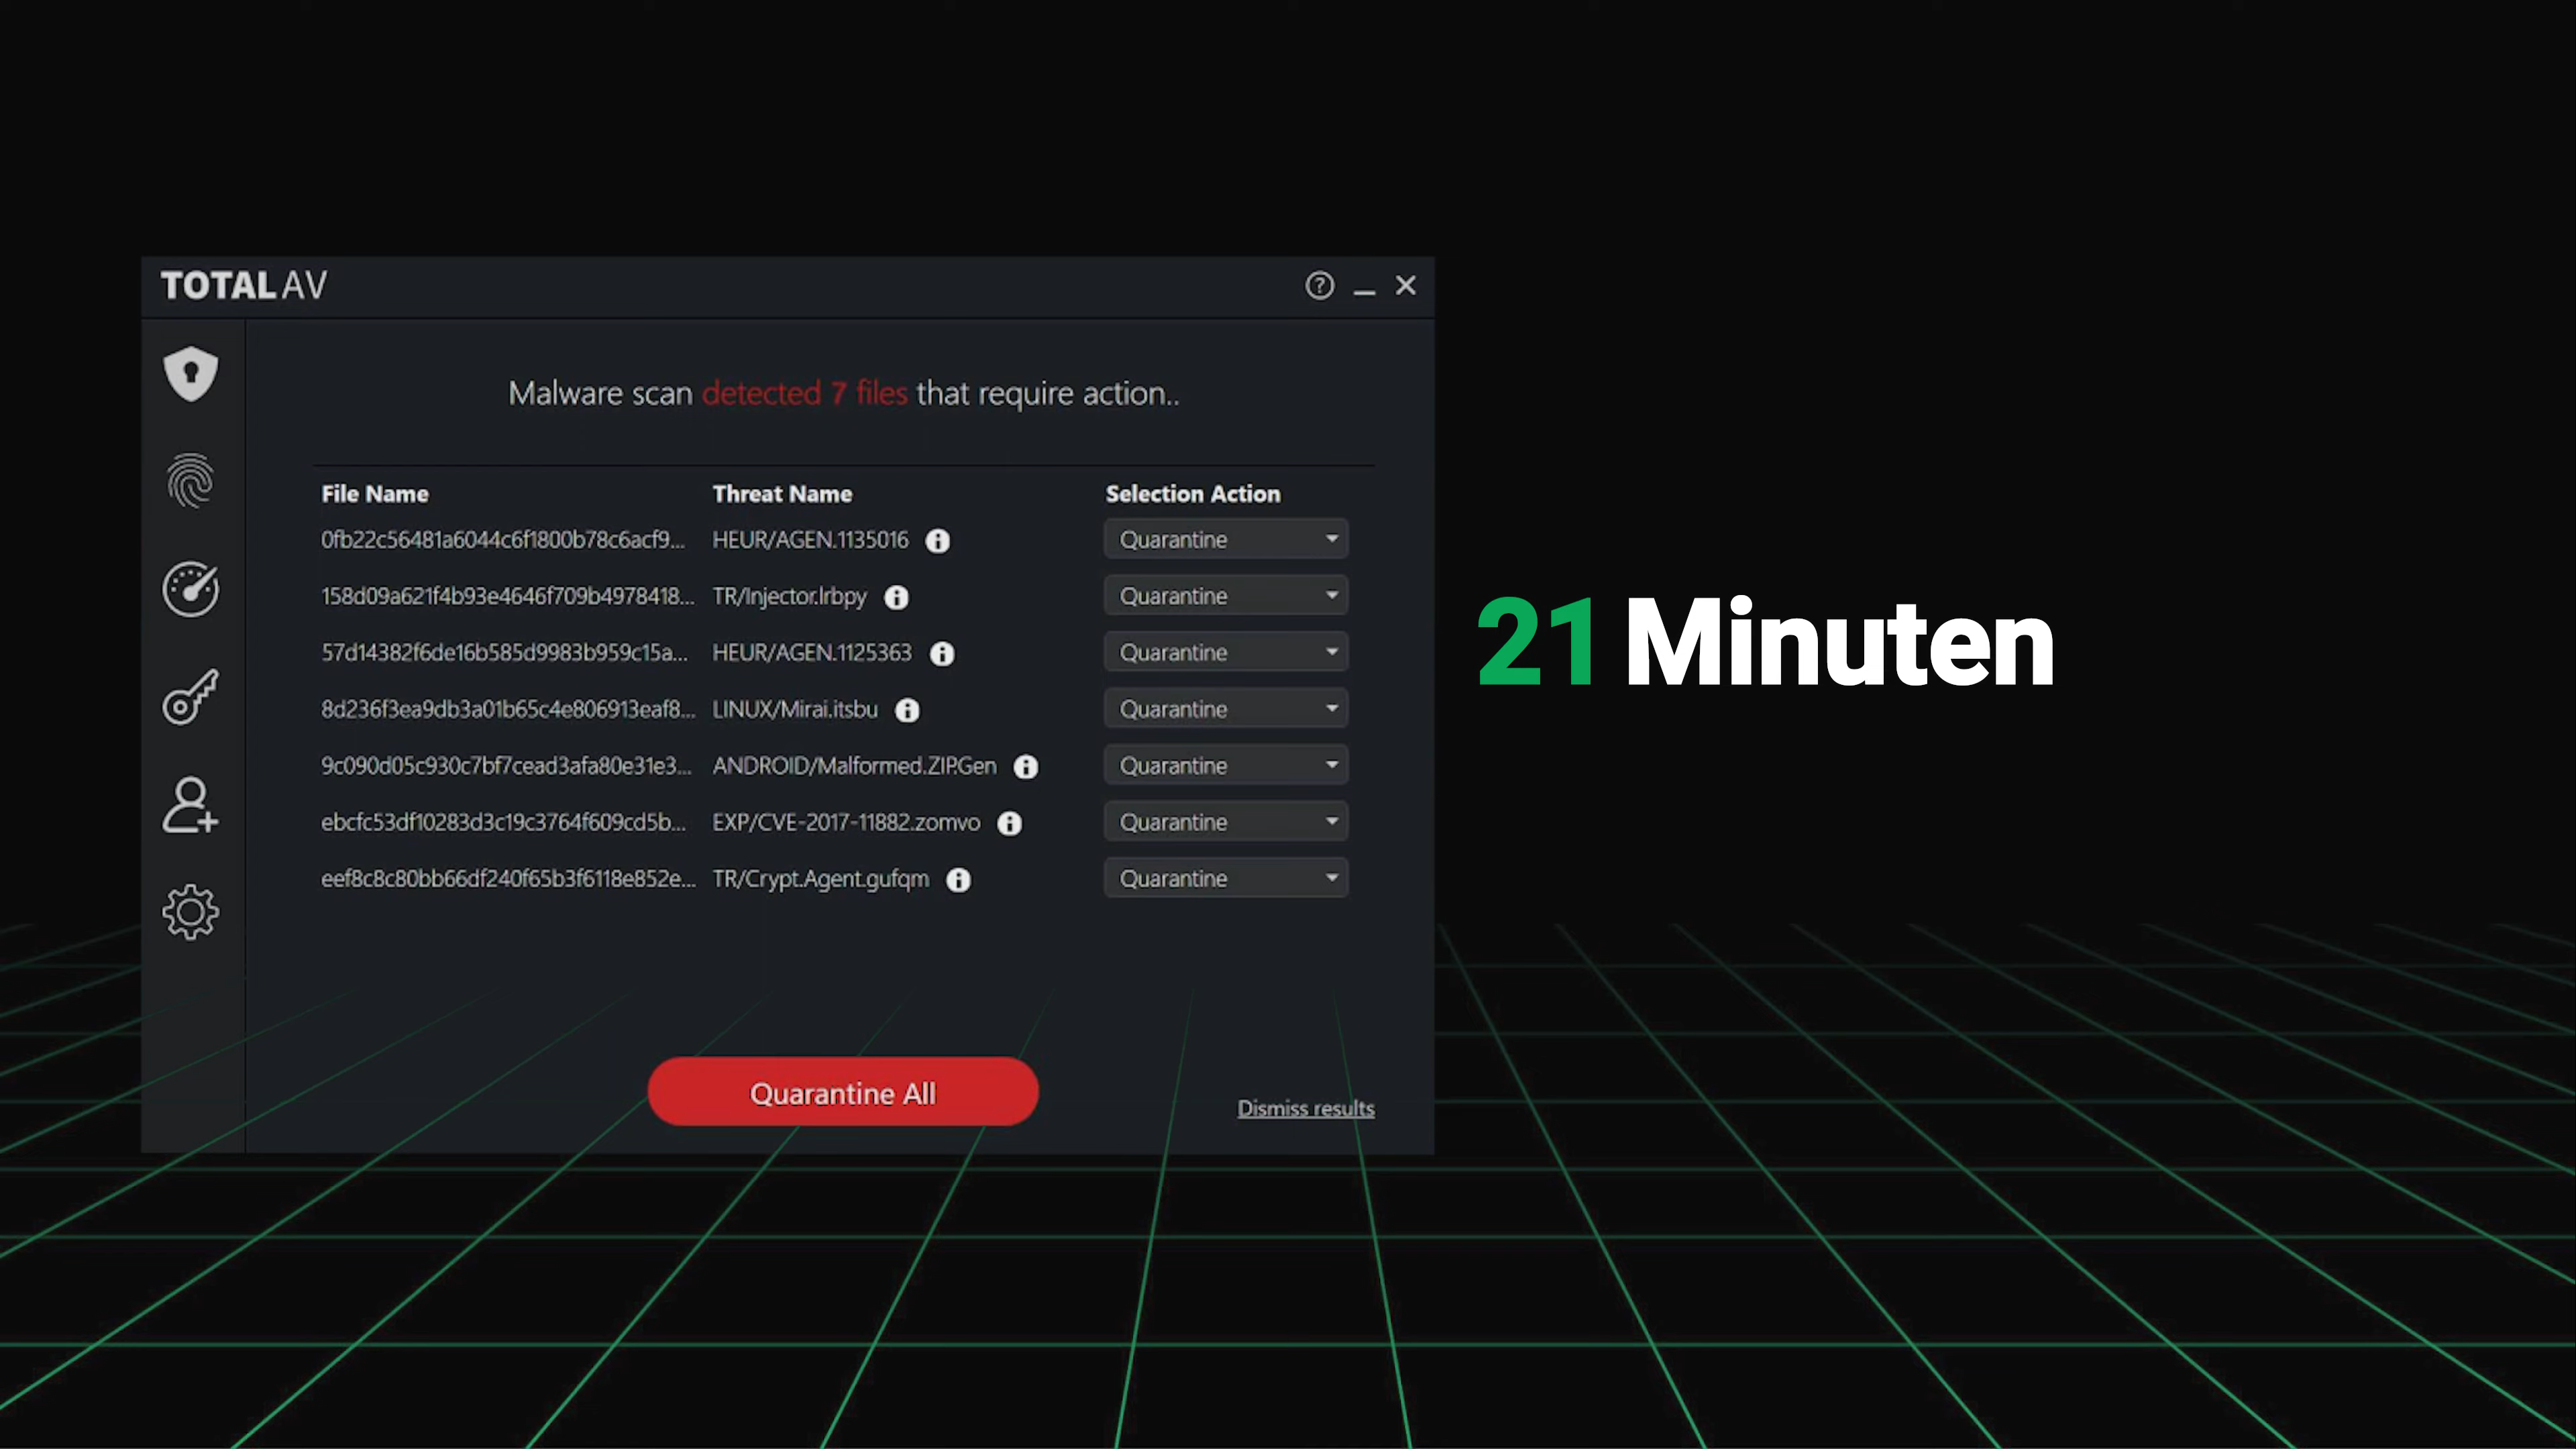 TOTALAV
Malware scan detected 7 files that require action..
File Name Threat Name Selection Action
0fb22c56481a6044c6f1800b78c6acf9... HEUR/AGEN.1135016 Quarantine
158d09a621f4b93e4646f709b4978418... TR/Injector.lrbpy Quarantine
57d14382f6de16b585d9983b959c15a... HEUR/AGEN.1125363 Quarantine
8d236f3ea9db3a01b65c4e806913eaf8... LINUX/Mirai.itsbu Quarantine
9c090d05c930c7bf7cead3afa80e31e3... ANDROID/Malformed.ZIP.Gen Quarantine
ebcfc53df10283d3c19c3764f609cd5b... EXP/CVE-2017-11882.zomvo Quarantine
eef8c8c80bb66df240f65b3f6118e852e... TR/Crypt.Agent.gufqm Quarantine
Quarantine All
Dismiss results
21 Minuten